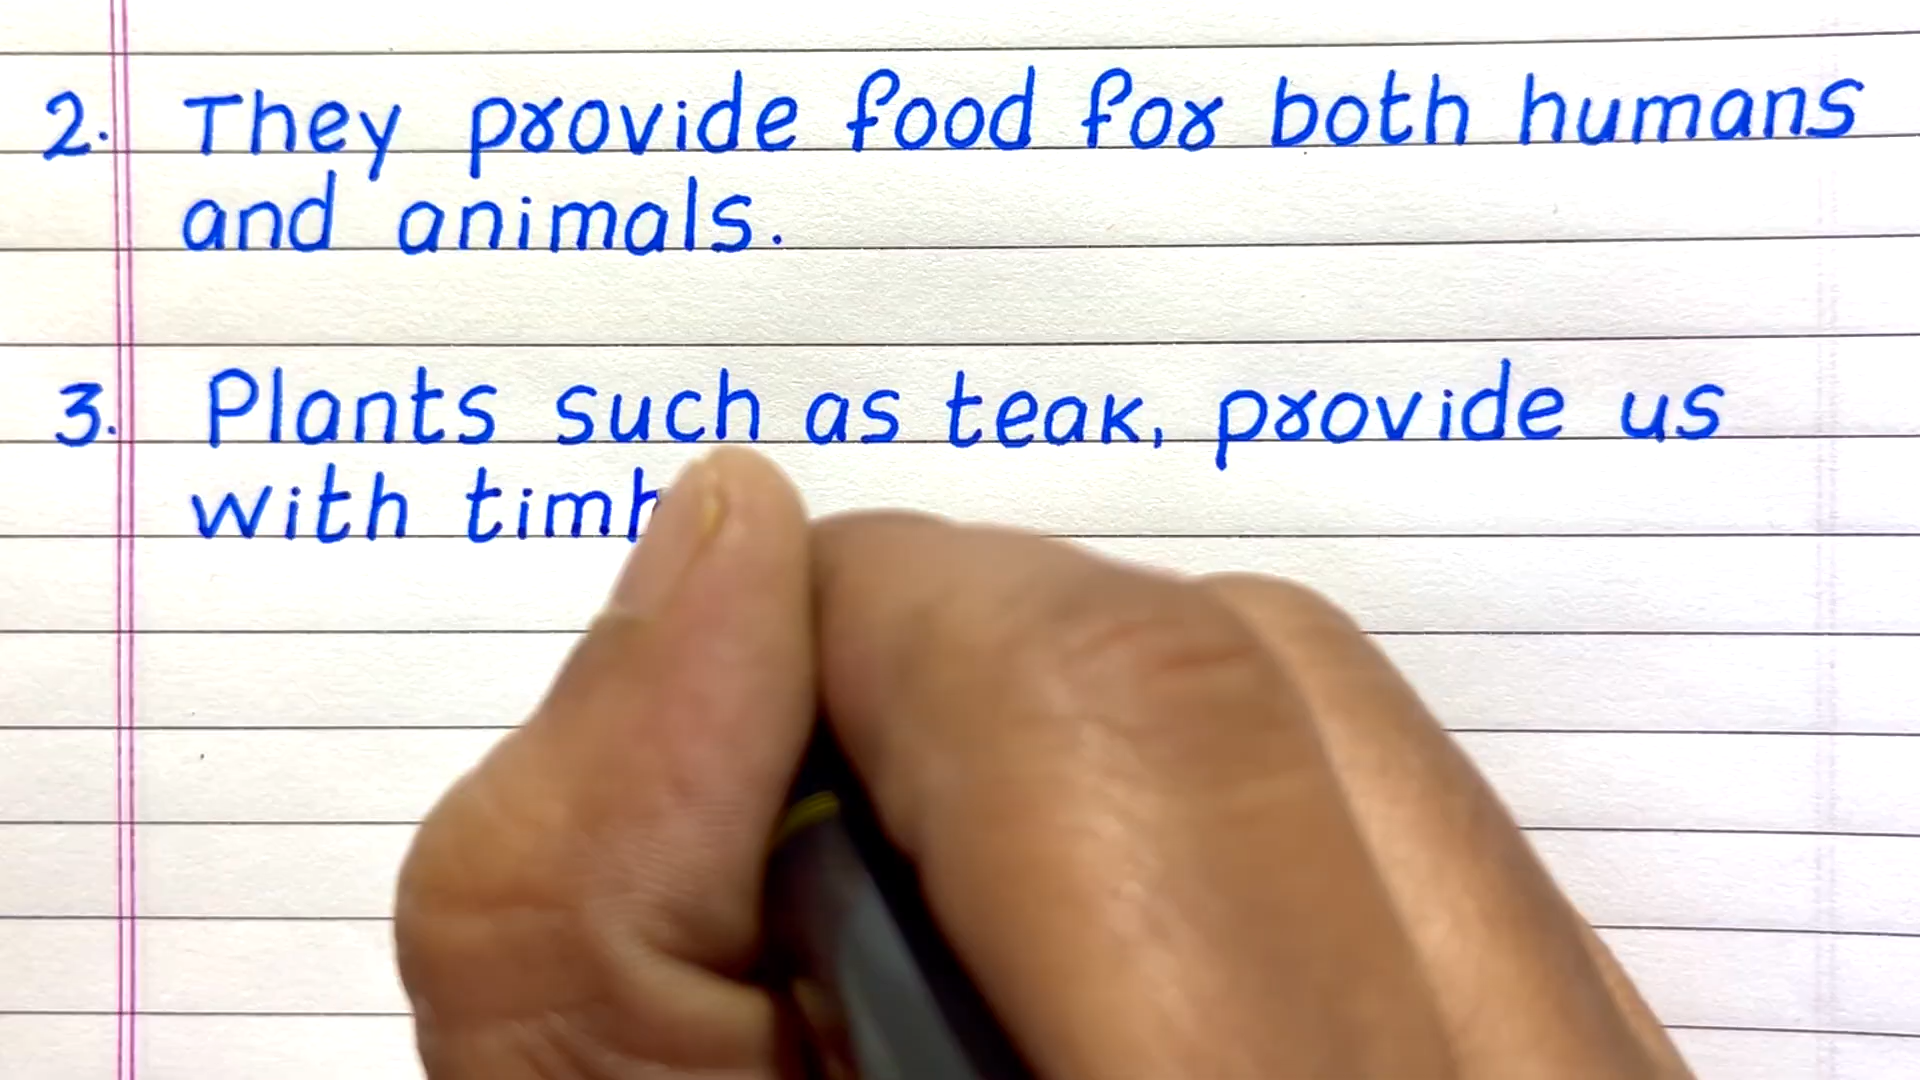 2. They provide food for both humans
and animals.
3. Plants such as teak, provide us
with